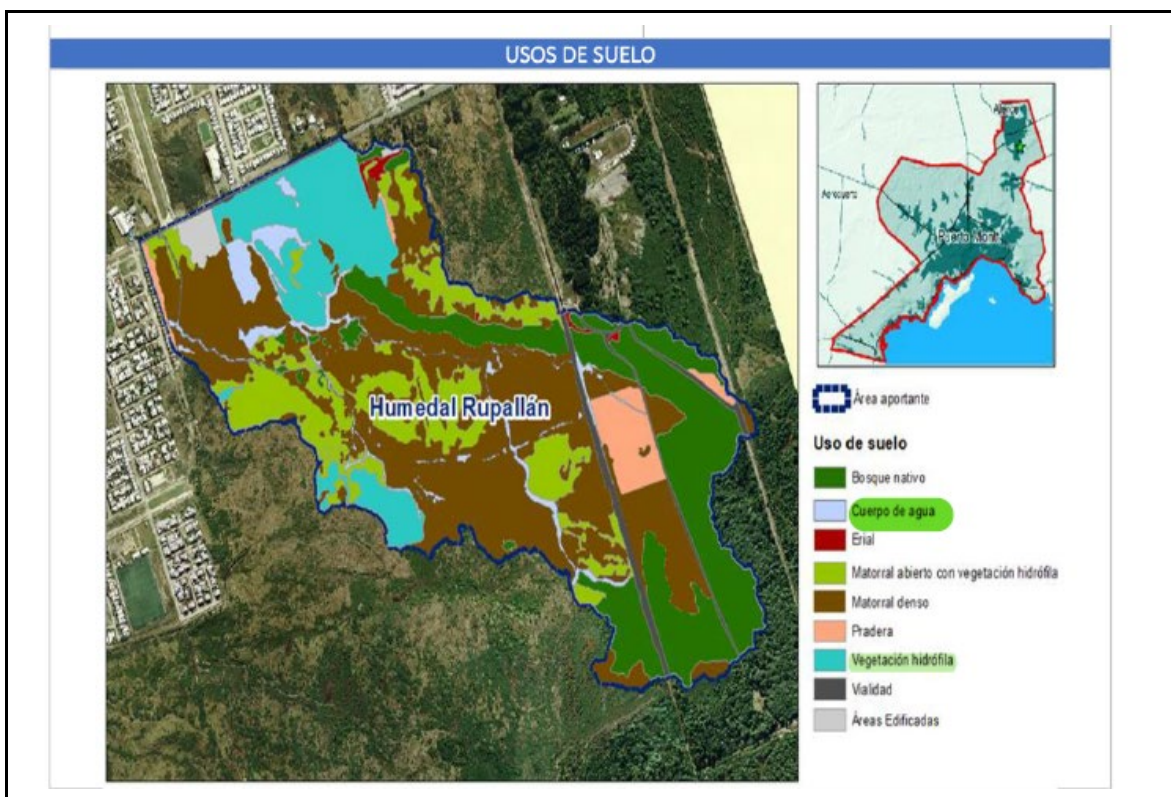 USOS DE SUELO
Humedal Rupallán
Aeropuerto
Puerto Montt
Área aportante
Uso de suelo
Bosque nativo
Cuerpo de agua
Erial
Matorral abierto con vegetación hidrófila
Matorral denso
Pradera
Vegetación hidrófila
Vialidad
Áreas Edificadas